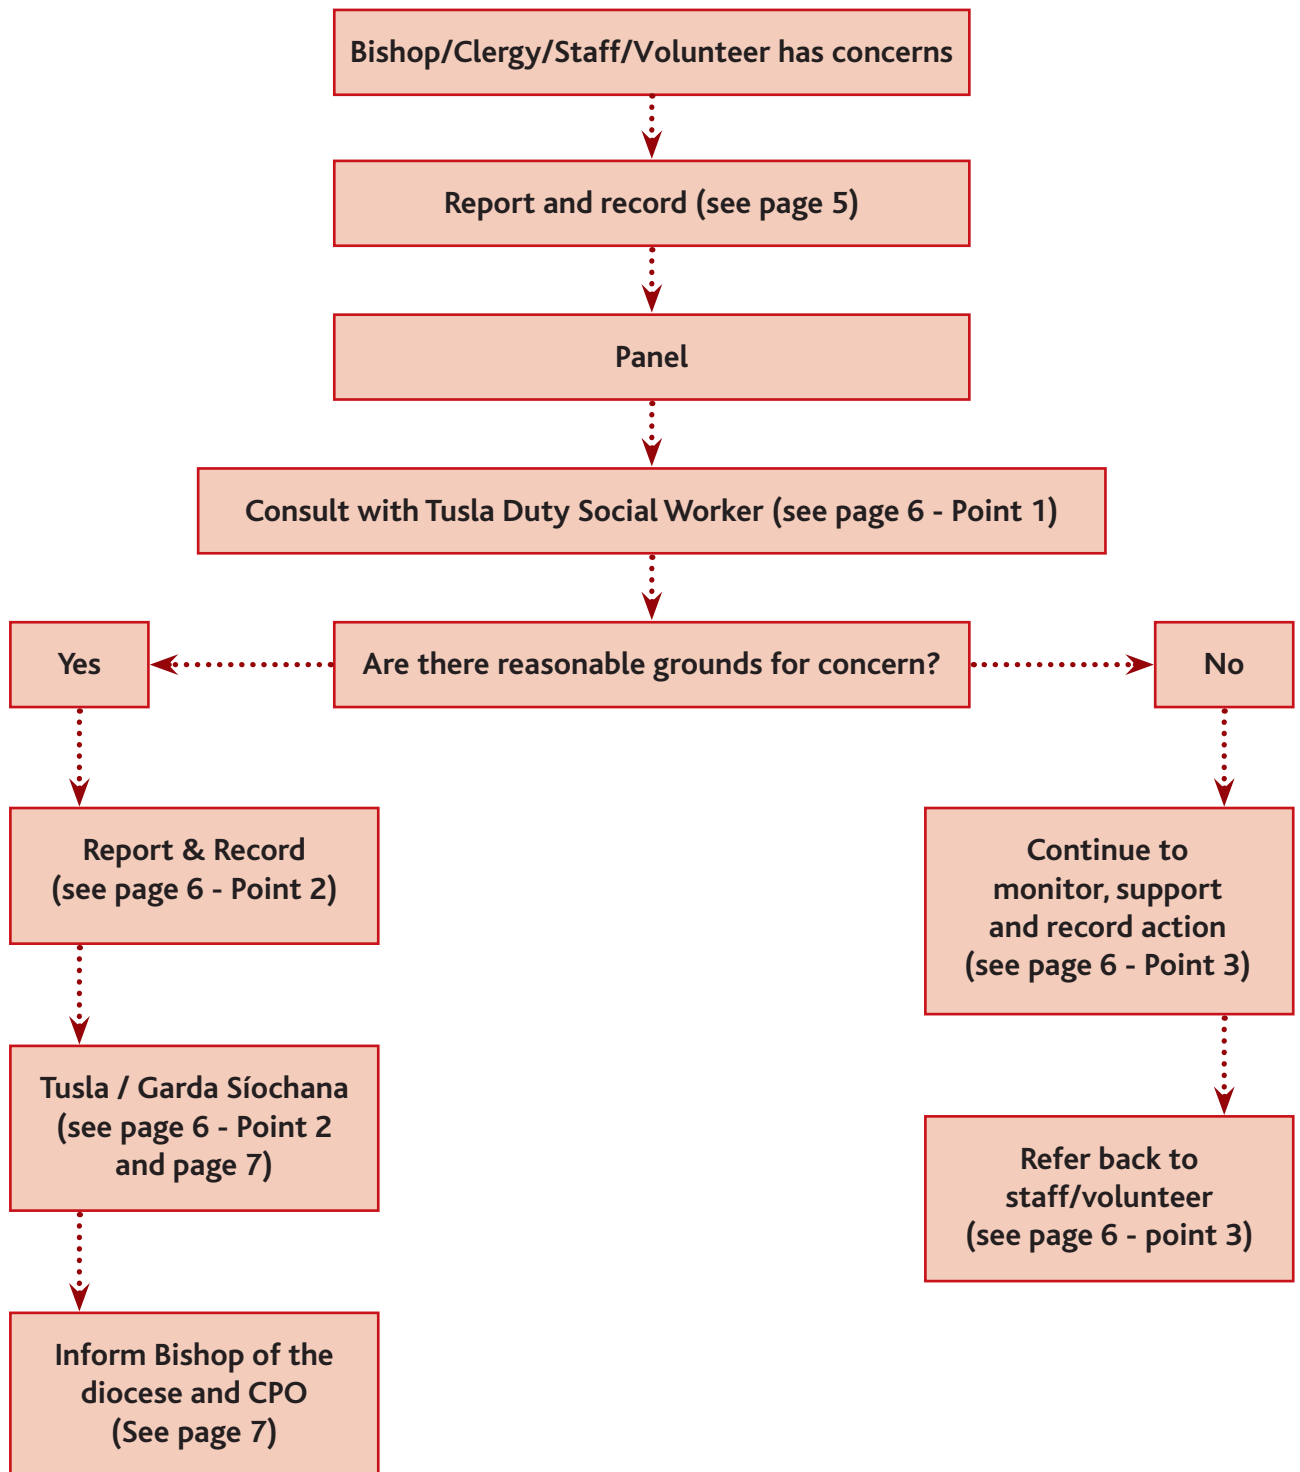 Bishop/Clergy/Staff/Volunteer has concerns
Report and record (see page 5)
Panel
Consult with Tusla Duty Social Worker (see page 6 - Point 1)
Yes
Are there reasonable grounds for concern?
No
Report & Record
(see page 6 - Point 2)
Tusla / Garda Síochana
(see page 6 - Point 2
and page 7)
Inform Bishop of the
diocese and CPO
(See page 7)
Continue to
monitor, support
and record action
(see page 6 - Point 3)
Refer back to
staff/volunteer
(see page 6 - point 3)